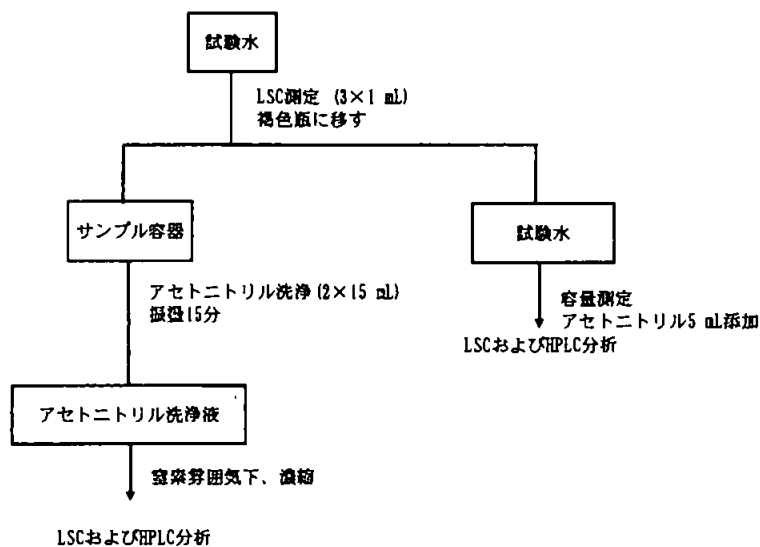 試験水
LSC測定 (3×1 mL)
褐色瓶に移す
サンプル容器
試験水
アセトニトリル洗浄(2×15 mL)
振盪15分
容量測定
アセトニトリル5 mL添加
LSCおよびHPLC分析
アセトニトリル洗浄液
窒素雰囲気下、濃縮
LSCおよびHPLC分析